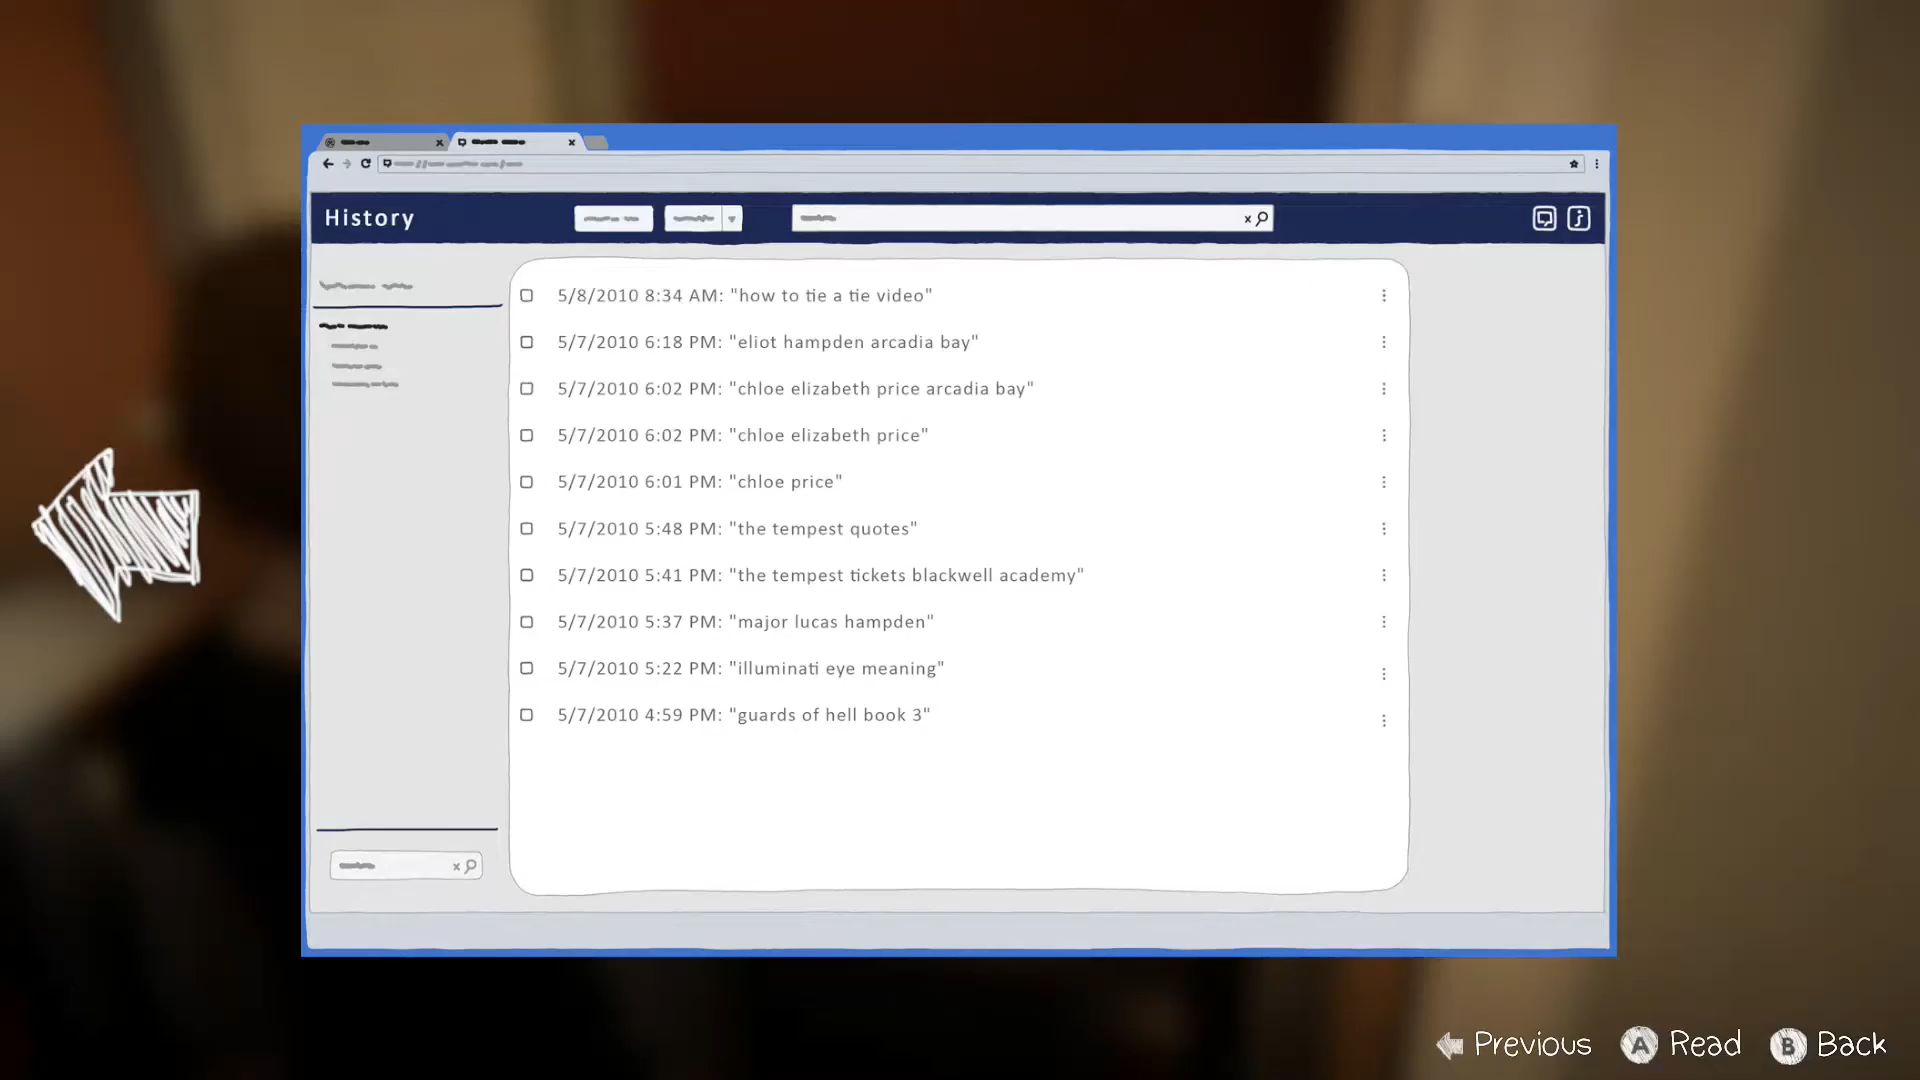 History
5/8/2010 8:34 AM: "how to tie a tie video"
5/7/2010 6:18 PM: "eliot hampden arcadia bay"
5/7/2010 6:02 PM: "chloe elizabeth price arcadia bay"
5/7/2010 6:02 PM: "chloe elizabeth price"
5/7/2010 6:01 PM: "chloe price"
5/7/2010 5:48 PM: "the tempest quotes"
5/7/2010 5:41 PM: "the tempest tickets blackwell academy"
5/7/2010 5:37 PM: "major lucas hampden"
5/7/2010 5:22 PM: "illuminati eye meaning"
5/7/2010 4:59 PM: "guards of hell book 3"
Previous A Read B Back